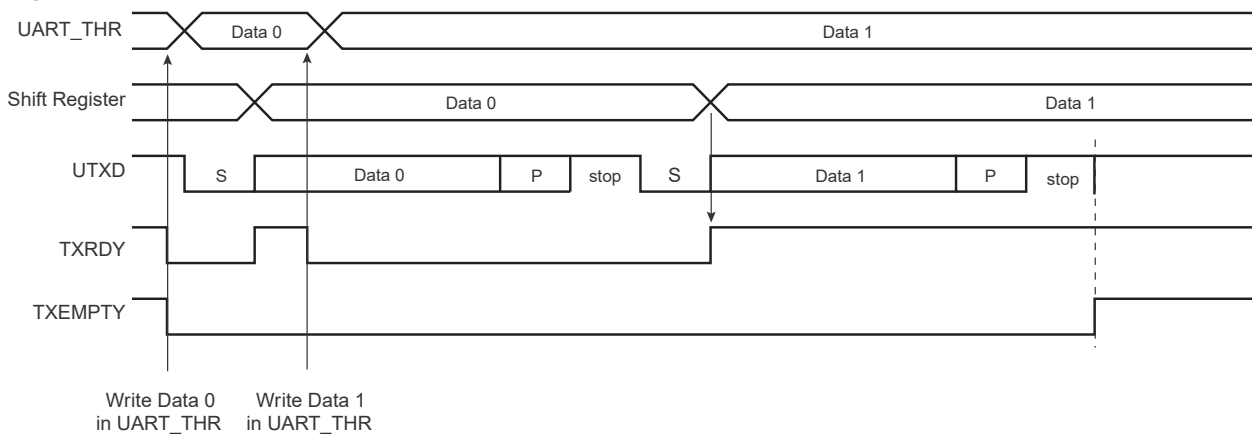 UART_THR
Data 0
Data 1
Shift Register
Data 0
Data 1
UTXD
S
Data 0
P
stop
S
Data 1
P
stop
TXRDY
TXEMPTY
Write Data 0
in UART_THR
Write Data 1
in UART_THR